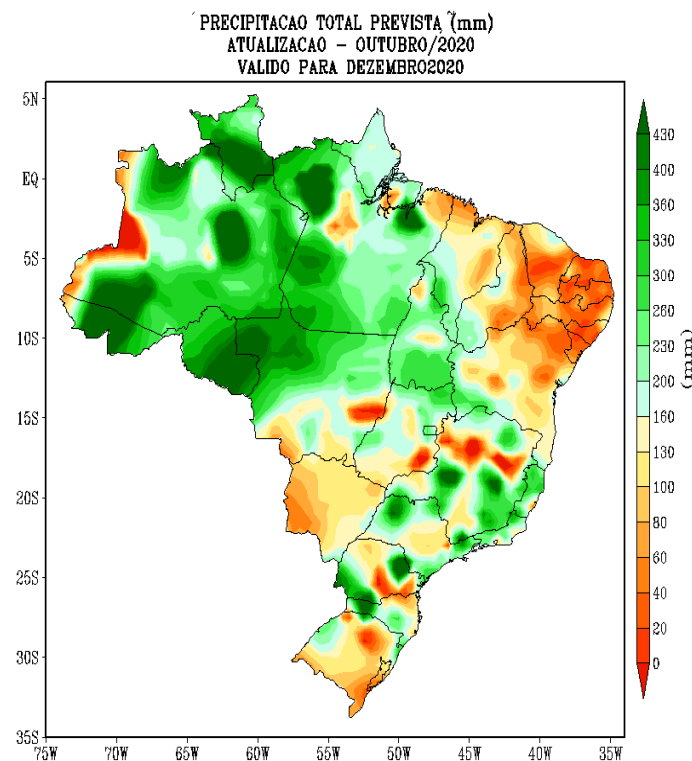 PRECIPITACAO TOTAL PREVISTA (mm)
ATUALIZACAO - OUTUBRO/2020
VALIDO PARA DEZEMBRO2020
5N
EQ
5S
10S
15S
20S
25S
30S
35S
75W
70W
65W
60W
55W
50W
45W
40W
35W
430
400
360
330
300
260
230
200
160
130
100
80
60
40
20
0
(mm)